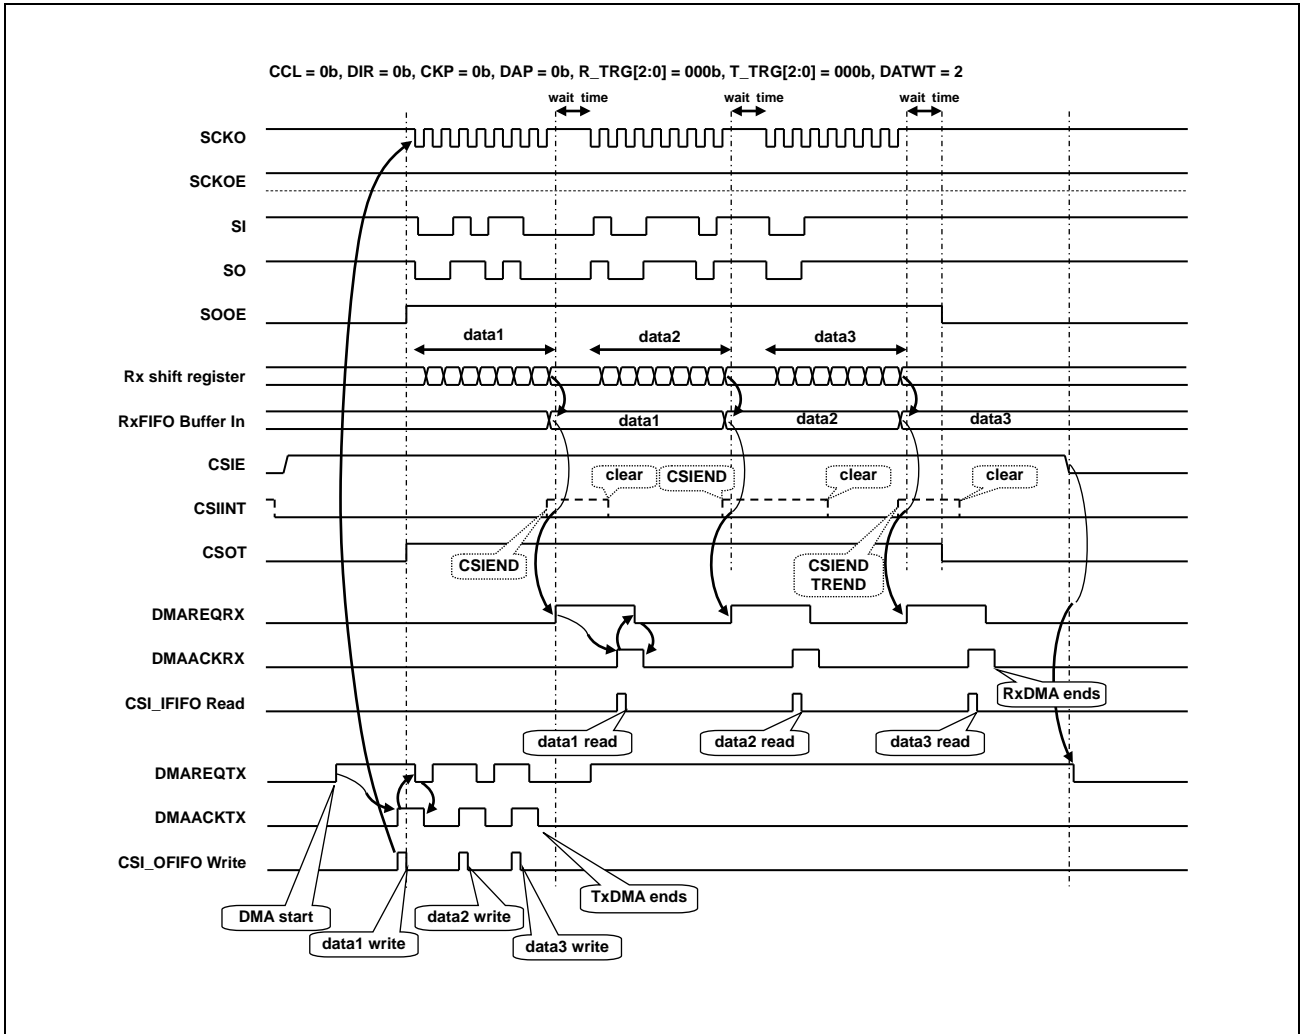 CCL = 0b, DIR = 0b, CKP = 0b, DAP = 0b, R_TRG[2:0] = 000b, T_TRG[2:0] = 000b, DATWT = 2
wait time wait time wait time
SCKO
SCKOE
SI
SO
SOOE
data1 data2 data3
Rx shift register
RxFIFO Buffer In data1 data2 data3
CSIE
clear CSIEND clear clear
CSIINT
CSOT
CSIEND CSIEND
TREND
DMAREQRX
DMAACKRX
RxDMA ends
CSI_IFIFO Read
data1 read data2 read data3 read
DMAREQTX
DMAACKTX
CSI_OFIFO Write
TxDMA ends
DMA start data2 write
data1 write data3 write